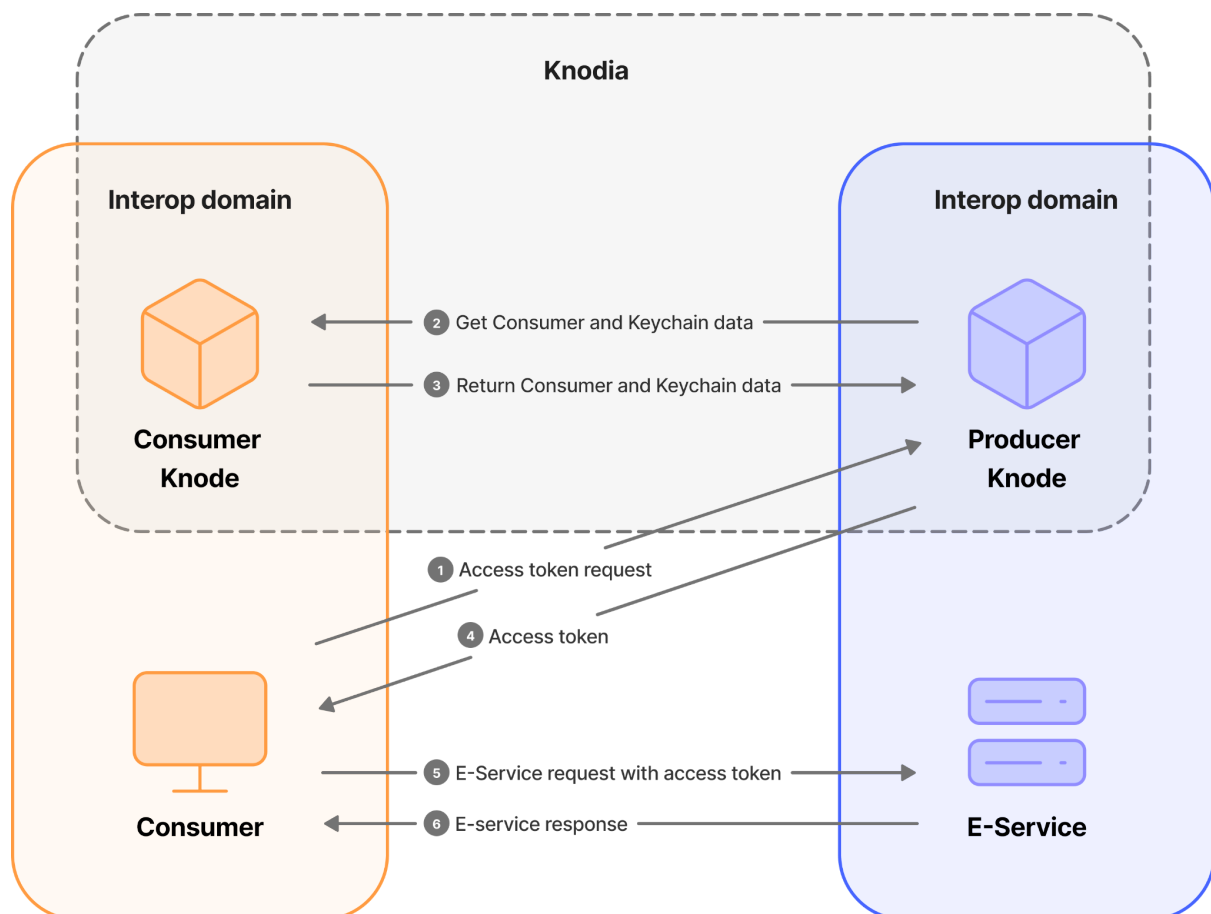 Knodia
Interop domain
Interop domain
2 Get Consumer and Keychain data
3 Return Consumer and Keychain data
Consumer
Knode
Producer
Knode
1 Access token request
4 Access token
5 E-Service request with access token
6 E-service response
Consumer
E-Service